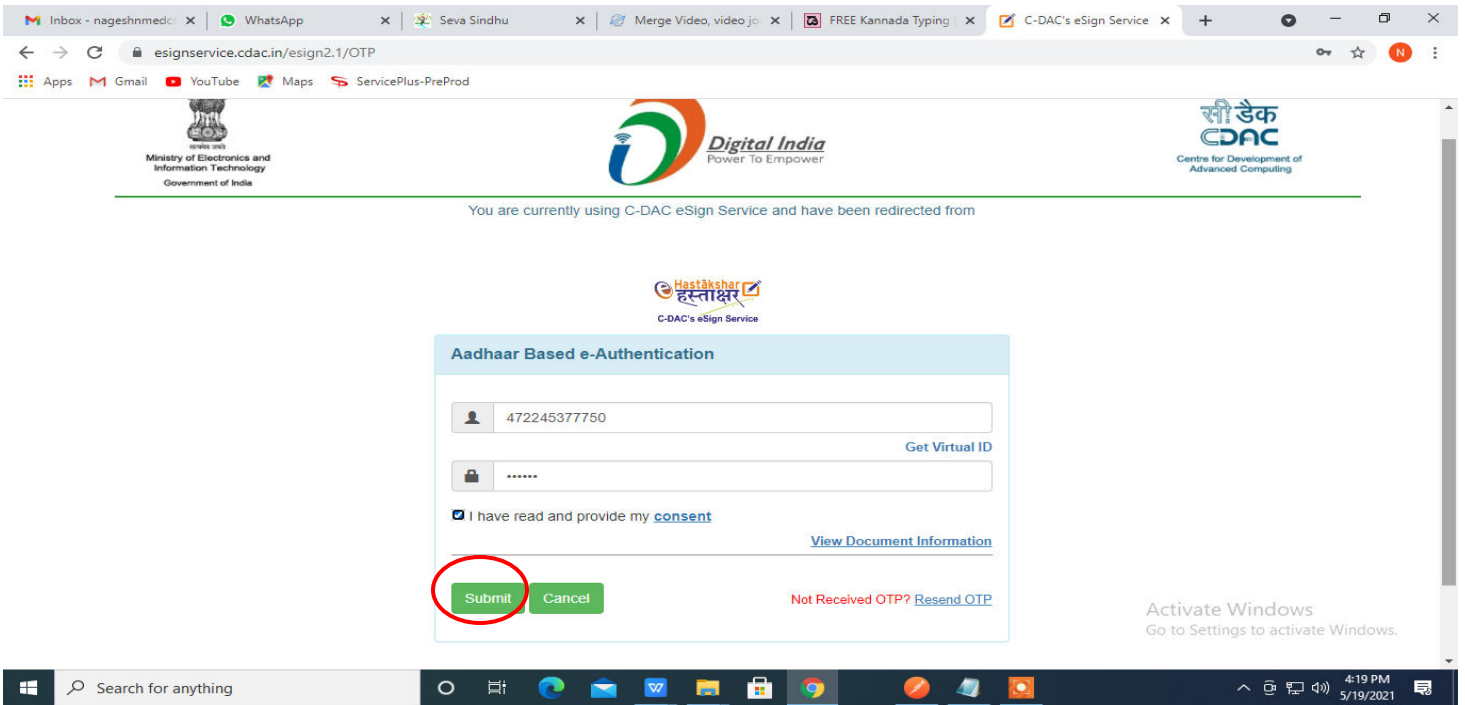 Inbox - nageshnmedc
WhatsApp
Seva Sindhu
Merge Video, video jo
FREE Kannada Typing
C-DAC's eSign Service
esignservice.cdac.in/esign2.1/OTP
N
Apps
Gmail
YouTube
Maps
ServicePlus-PreProd
सत्यमेव जयते
Ministry of Electronics and
Information Technology
Government of India
Digital India
Power To Empower
सी डैक
CDAC
Centre for Development of
Advanced Computing
You are currently using C-DAC eSign Service and have been redirected from
e Hastākshar
हस्ताक्षर
C-DAC's eSign Service
Aadhaar Based e-Authentication
472245377750
Get Virtual ID
••••••
I have read and provide my consent
View Document Information
Submit
Cancel
Not Received OTP? Resend OTP
Activate Windows
Go to Settings to activate Windows.
Search for anything
4:19 PM
5/19/2021